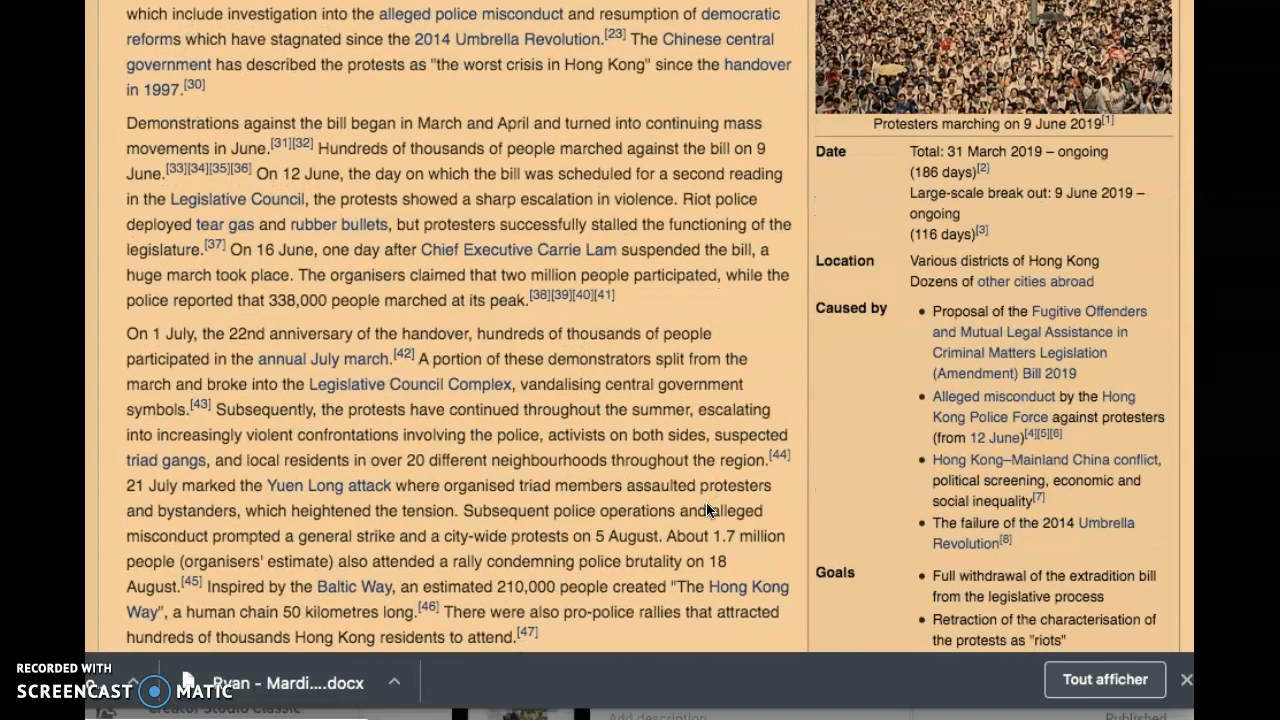 which include investigation into the alleged police misconduct and resumption of democratic
reforms which have stagnated since the 2014 Umbrella Revolution.[23] The Chinese central
government has described the protests as "the worst crisis in Hong Kong" since the handover
in 1997.[30]
Demonstrations against the bill began in March and April and turned into continuing mass
movements in June.[31][32] Hundreds of thousands of people marched against the bill on 9
June.[33][34][35][36] On 12 June, the day on which the bill was scheduled for a second reading
in the Legislative Council, the protests showed a sharp escalation in violence. Riot police
deployed tear gas and rubber bullets, but protesters successfully stalled the functioning of the
legislature.[37] On 16 June, one day after Chief Executive Carrie Lam suspended the bill, a
huge march took place. The organisers claimed that two million people participated, while the
police reported that 338,000 people marched at its peak.[38][39][40][41]
On 1 July, the 22nd anniversary of the handover, hundreds of thousands of people
participated in the annual July march.[42] A portion of these demonstrators split from the
march and broke into the Legislative Council Complex, vandalising central government
symbols.[43] Subsequently, the protests have continued throughout the summer, escalating
into increasingly violent confrontations involving the police, activists on both sides, suspected
triad gangs, and local residents in over 20 different neighbourhoods throughout the region.[44]
21 July marked the Yuen Long attack where organised triad members assaulted protesters
and bystanders, which heightened the tension. Subsequent police operations and alleged
misconduct prompted a general strike and a city-wide protests on 5 August. About 1.7 million
people (organisers' estimate) also attended a rally condemning police brutality on 18
August.[45] Inspired by the Baltic Way, an estimated 210,000 people created "The Hong Kong
Way", a human chain 50 kilometres long.[46] There were also pro-police rallies that attracted
hundreds of thousands Hong Kong residents to attend.[47]
Protesters marching on 9 June 2019[1]
Date
Total: 31 March 2019 – ongoing
(186 days)[2]
Large-scale break out: 9 June 2019 –
ongoing
(116 days)[3]
Location
Various districts of Hong Kong
Dozens of other cities abroad
Caused by
• Proposal of the Fugitive Offenders
and Mutual Legal Assistance in
Criminal Matters Legislation
(Amendment) Bill 2019
• Alleged misconduct by the Hong
Kong Police Force against protesters
(from 12 June)[4][5][6]
• Hong Kong–Mainland China conflict,
political screening, economic and
social inequality[7]
• The failure of the 2014 Umbrella
Revolution[8]
Goals
• Full withdrawal of the extradition bill
from the legislative process
• Retraction of the characterisation of
the protests as "riots"
RECORDED WITH
SCREENCAST MATIC
Ryan - Mardi....docx
Tout afficher
Creator Studio Classic
Add description
Published